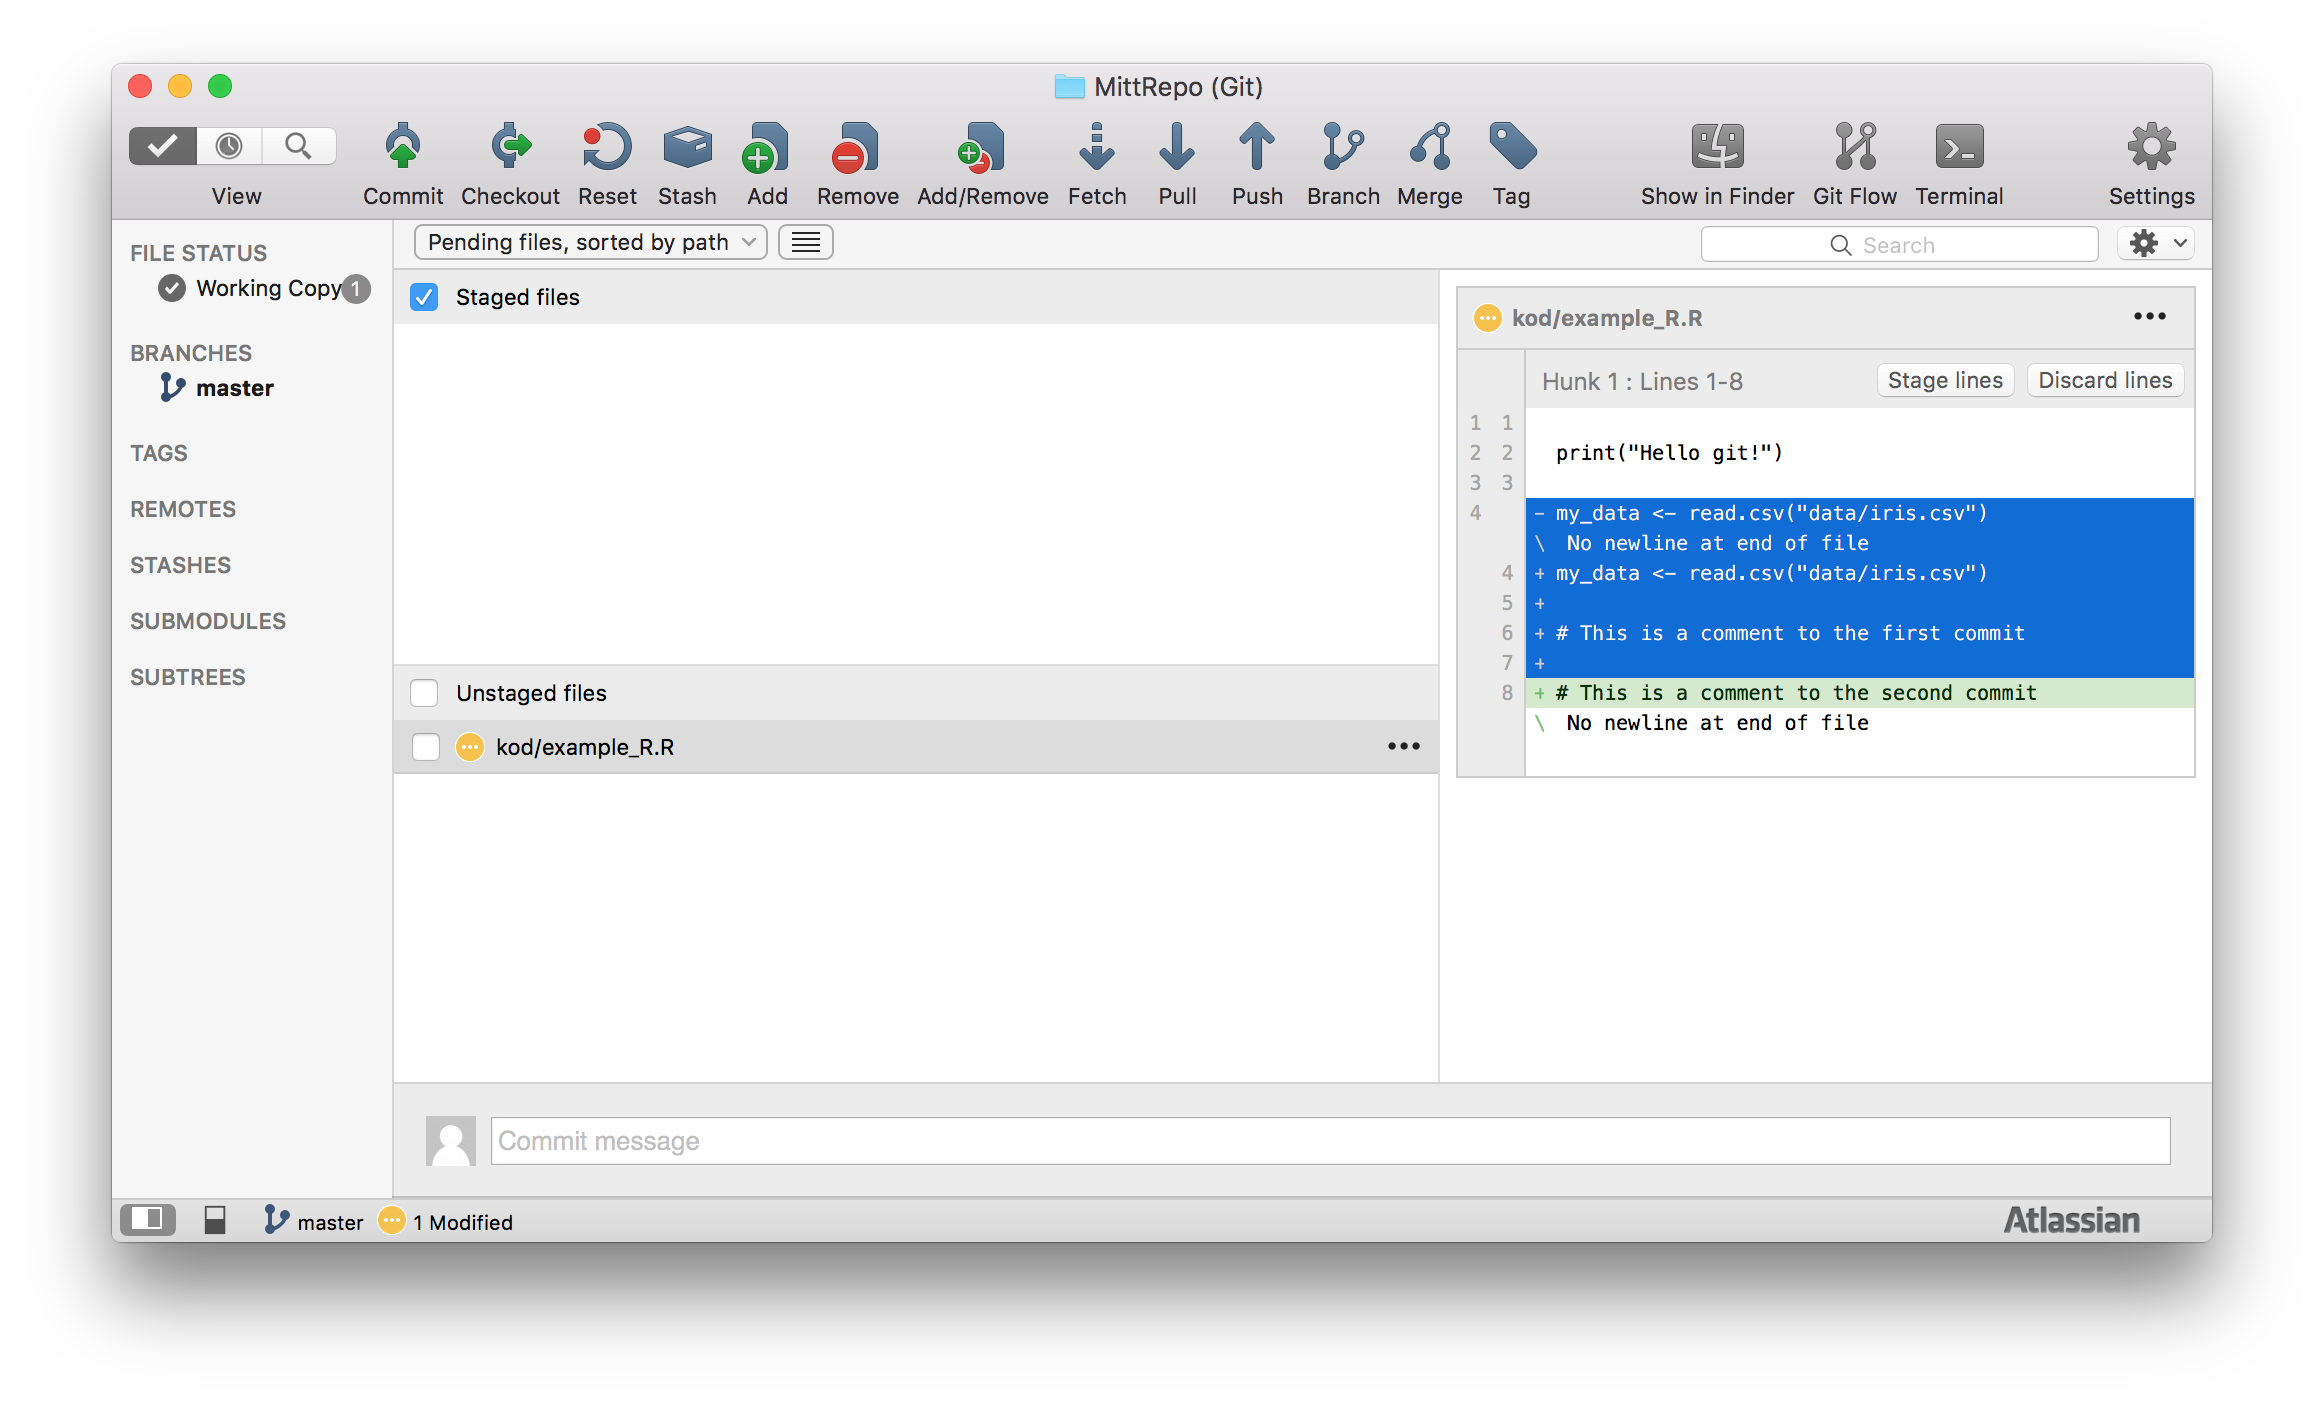 MittRepo (Git)
View Commit Checkout Reset Stash Add Remove Add/Remove Fetch Pull Push Branch Merge Tag Show in Finder Git Flow Terminal Settings
FILE STATUS
Working Copy 1
BRANCHES
master
TAGS
REMOTES
STASHES
SUBMODULES
SUBTREES
Pending files, sorted by path
Search
Staged files
Unstaged files
kod/example_R.R
kod/example_R.R
Hunk 1 : Lines 1-8 Stage lines Discard lines
1 1
2 2 print("Hello git!")
3 3
4 - my_data <- read.csv("data/iris.csv")
\ No newline at end of file
4 + my_data <- read.csv("data/iris.csv")
5 +
6 + # This is a comment to the first commit
7 +
8 + # This is a comment to the second commit
\ No newline at end of file
Commit message
master 1 Modified
Atlassian